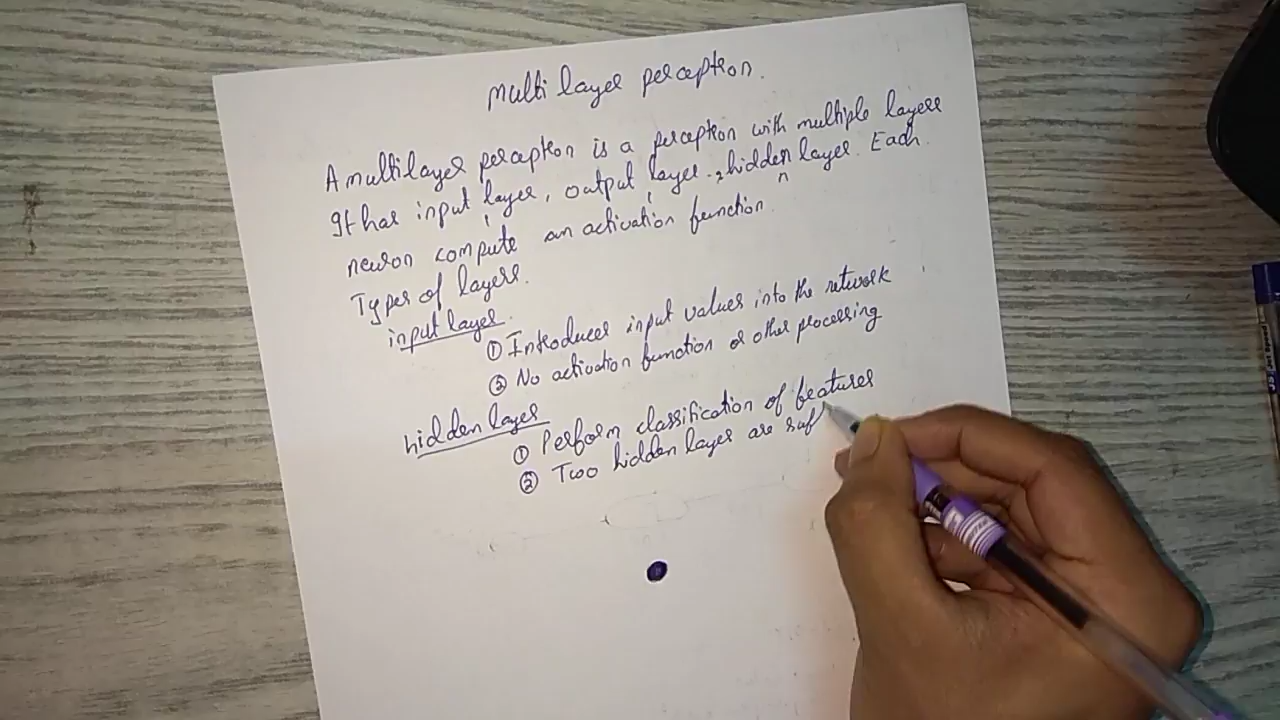 Multi layer perception.
A multilayer perception is a perception with multiple layers
It has input layer, output layer, hidden layer. Each
neuron compute an activation function
Types of layers.
input layer.
① Introduces input values into the network
② No activation function or other processing
hidden layer
① Perform classification of features
② Two hidden layer are suf